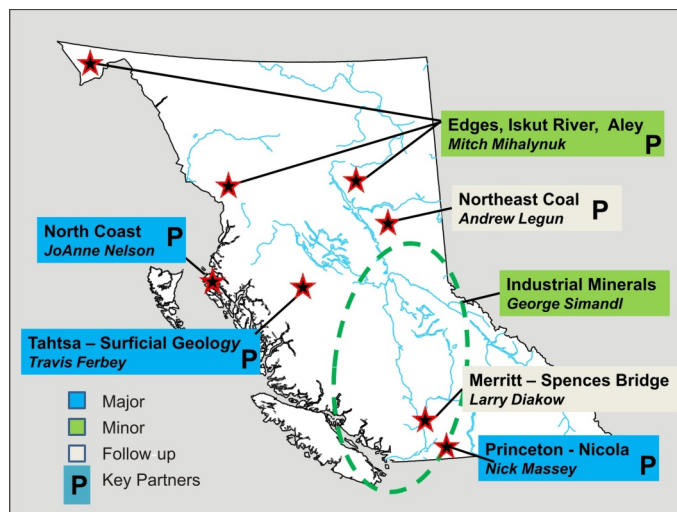 Edges, Iskut River, Aley
Mitch Mihalynuk
P
Northeast Coal
Andrew Legun
P
North Coast
JoAnne Nelson
P
Industrial Minerals
George Simandl
Tahtsa – Surficial Geology
Travis Ferbey
P
Merritt – Spences Bridge
Larry Diakow
Princeton - Nicola
Nick Massey
P
Major
Minor
Follow up
P Key Partners